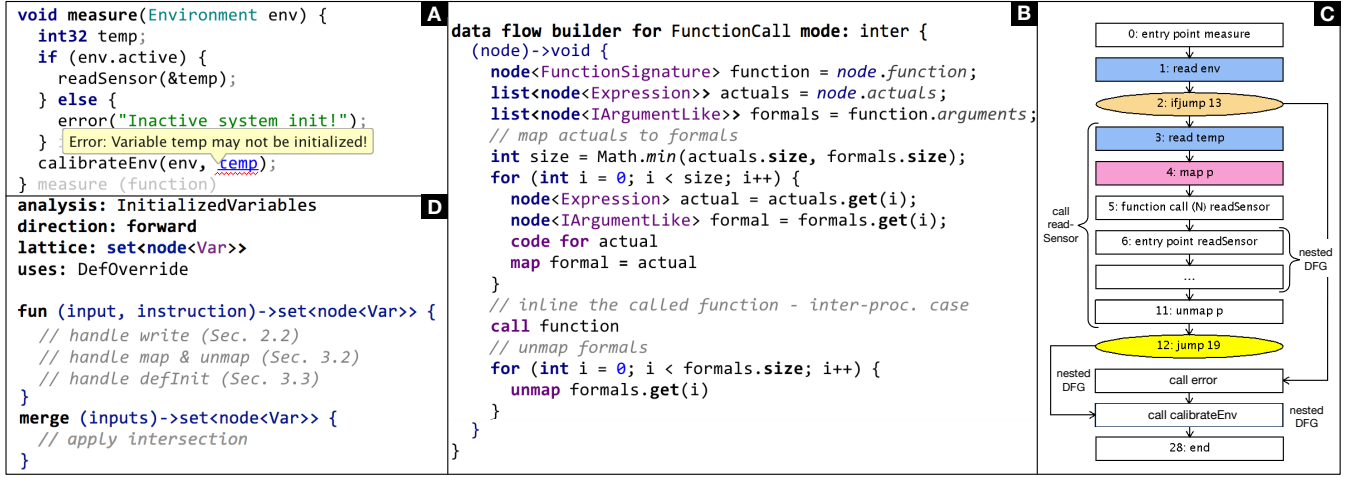 A
void measure(Environment env) {
int32 temp;
if (env.active) {
readSensor(&temp);
} else {
error("Inactive system init!");
}
Error: Variable temp may not be initialized!
calibrateEnv(env, temp);
} measure (function)
D
analysis: InitializedVariables
direction: forward
lattice: set<node<Var>>
uses: DefOverride
fun (input, instruction)->set<node<Var>> {
// handle write (Sec. 2.2)
// handle map & unmap (Sec. 3.2)
// handle defInit (Sec. 3.3)
}
merge (inputs)->set<node<Var>> {
// apply intersection
}
B
data flow builder for FunctionCall mode: inter {
(node)->void {
node<FunctionSignature> function = node.function;
list<node<Expression>> actuals = node.actuals;
list<node<IArgumentLike>> formals = function.arguments;
// map actuals to formals
int size = Math.min(actuals.size, formals.size);
for (int i = 0; i < size; i++) {
node<Expression> actual = actuals.get(i);
node<IArgumentLike> formal = formals.get(i);
code for actual
map formal = actual
}
// inline the called function - inter-proc. case
call function
// unmap formals
for (int i = 0; i < formals.size; i++) {
unmap formals.get(i)
}
}
}
C
0: entry point measure
1: read env
2: ifjump 13
3: read temp
4: map p
5: function call (N) readSensor
6: entry point readSensor
...
11: unmap p
12: jump 19
call error
call calibrateEnv
28: end
call
read-
Sensor
nested
DFG
nested
DFG
nested
DFG